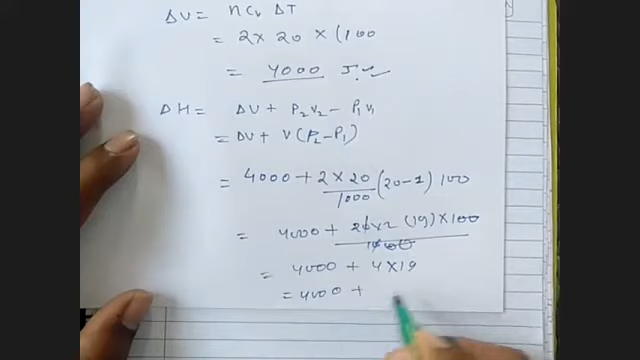 ΔU = nCv ΔT
= 2 × 20 × (100
= 4000 J.
ΔH = ΔU + P₂V₂ - P₁V₁
= ΔU + V(P₂-P₁)
= 4000 + 2 × 20/1000 (20-1) 100
= 4000 + 20×2 (19)×100/1000
= 4000 + 4×19
= 4000 +